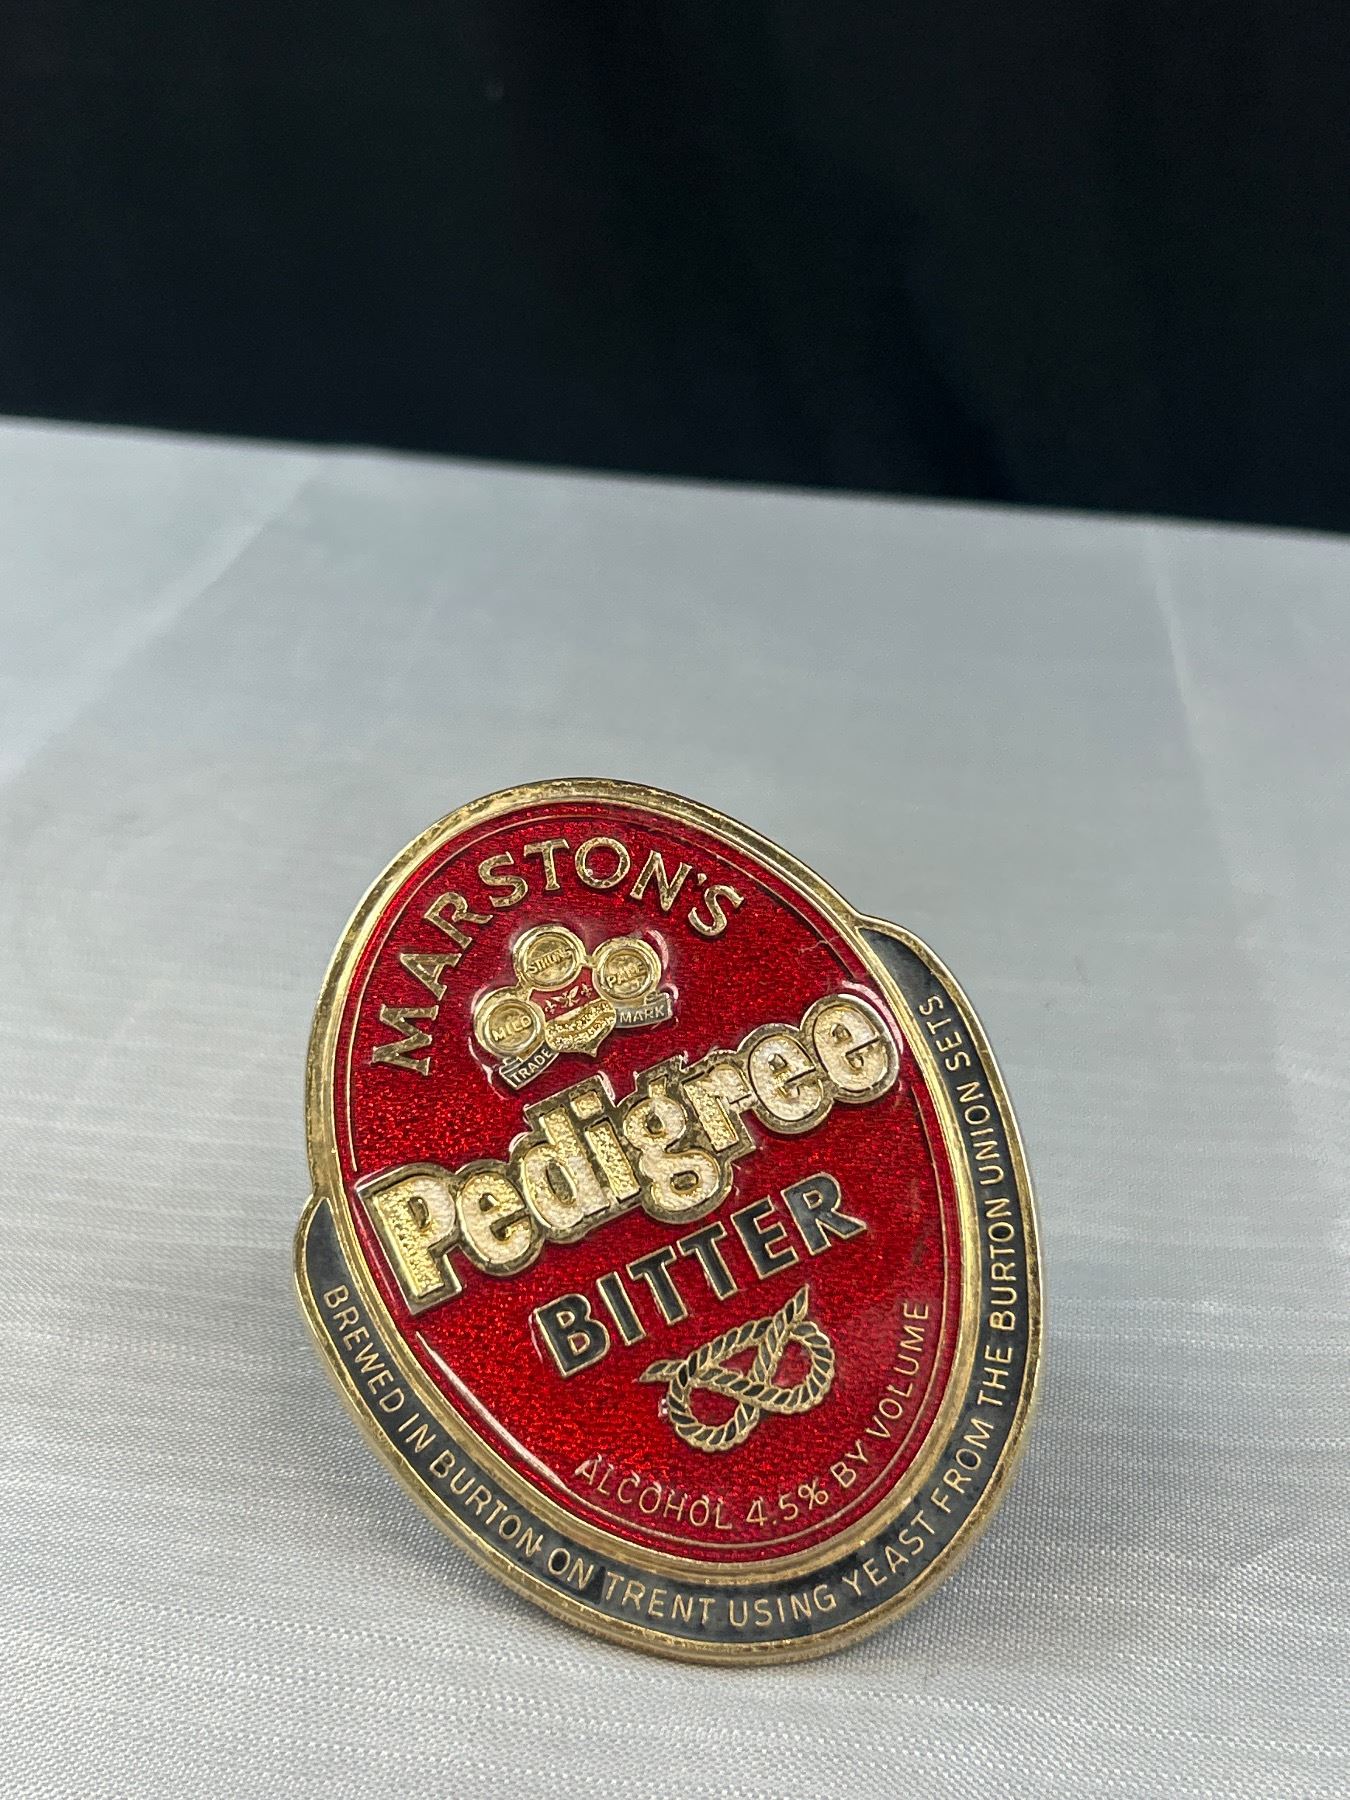 MARSTON'S
MILD
STRONG
PALE
TRADE MARK
Pedigree
BITTER
ALCOHOL 4.5% BY VOLUME
BREWED IN BURTON ON TRENT USING YEAST FROM THE BURTON UNION SETS